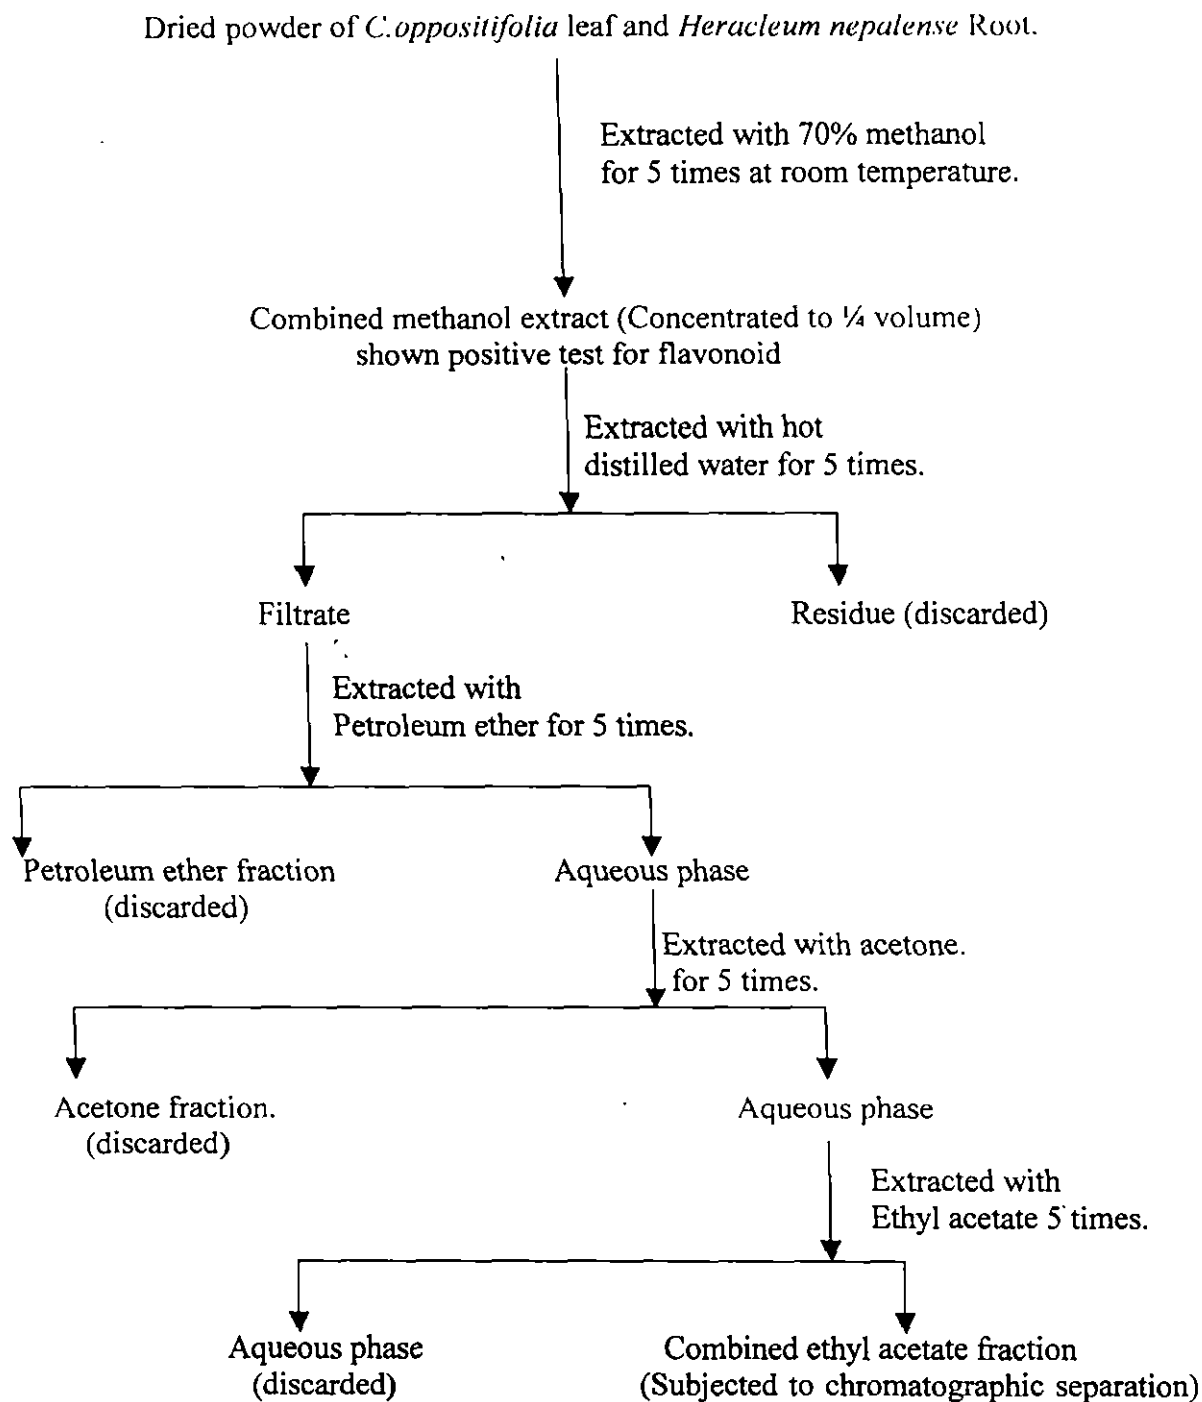 Dried powder of C.oppositifolia leaf and Heracleum nepalense Root.
Extracted with 70% methanol
for 5 times at room temperature.
Combined methanol extract (Concentrated to ¼ volume)
shown positive test for flavonoid
Extracted with hot
distilled water for 5 times.
Filtrate
Residue (discarded)
Extracted with
Petroleum ether for 5 times.
Petroleum ether fraction
(discarded)
Aqueous phase
Extracted with acetone.
for 5 times.
Acetone fraction.
(discarded)
Aqueous phase
Extracted with
Ethyl acetate 5 times.
Aqueous phase
(discarded)
Combined ethyl acetate fraction
(Subjected to chromatographic separation)